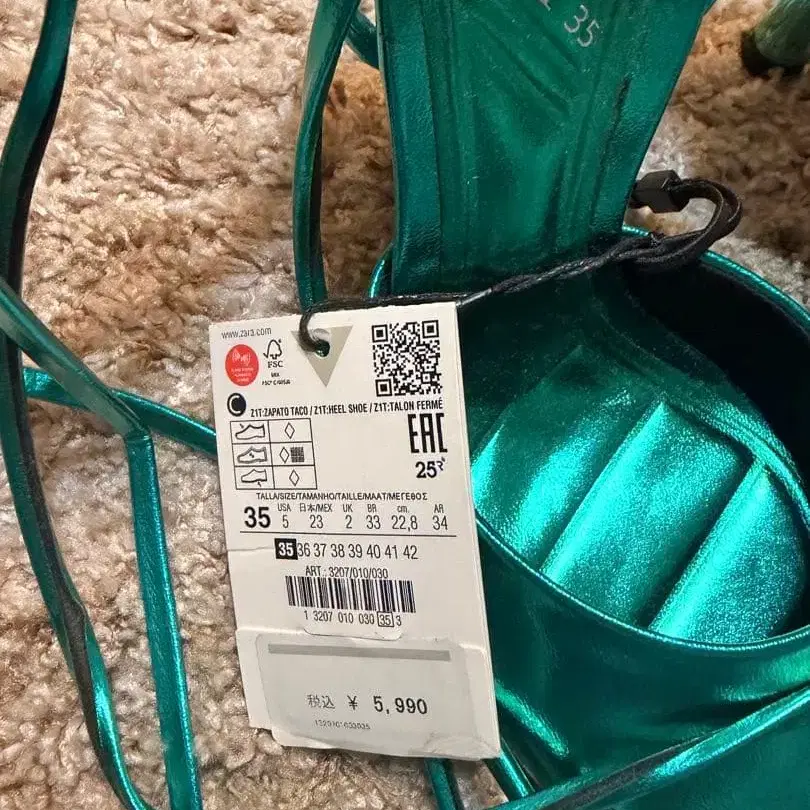 35
www.zara.com
FSC
MIX
Z1T:ZAPATO TACO / Z1T:HEEL SHOE / Z1T:TALON FERMÉ
EAC
25
TALLA/SIZE/TAMANHO/TAILLE/MAAT/ΜΕΓΕΘΟΣ
USA 日本/MEX UK BR cm. AR
35 5 23 2 33 22,8 34
35 36 37 38 39 40 41 42
ART.: 3207/010/030
1 3207 010 030 35 3
税込 ¥ 5,990